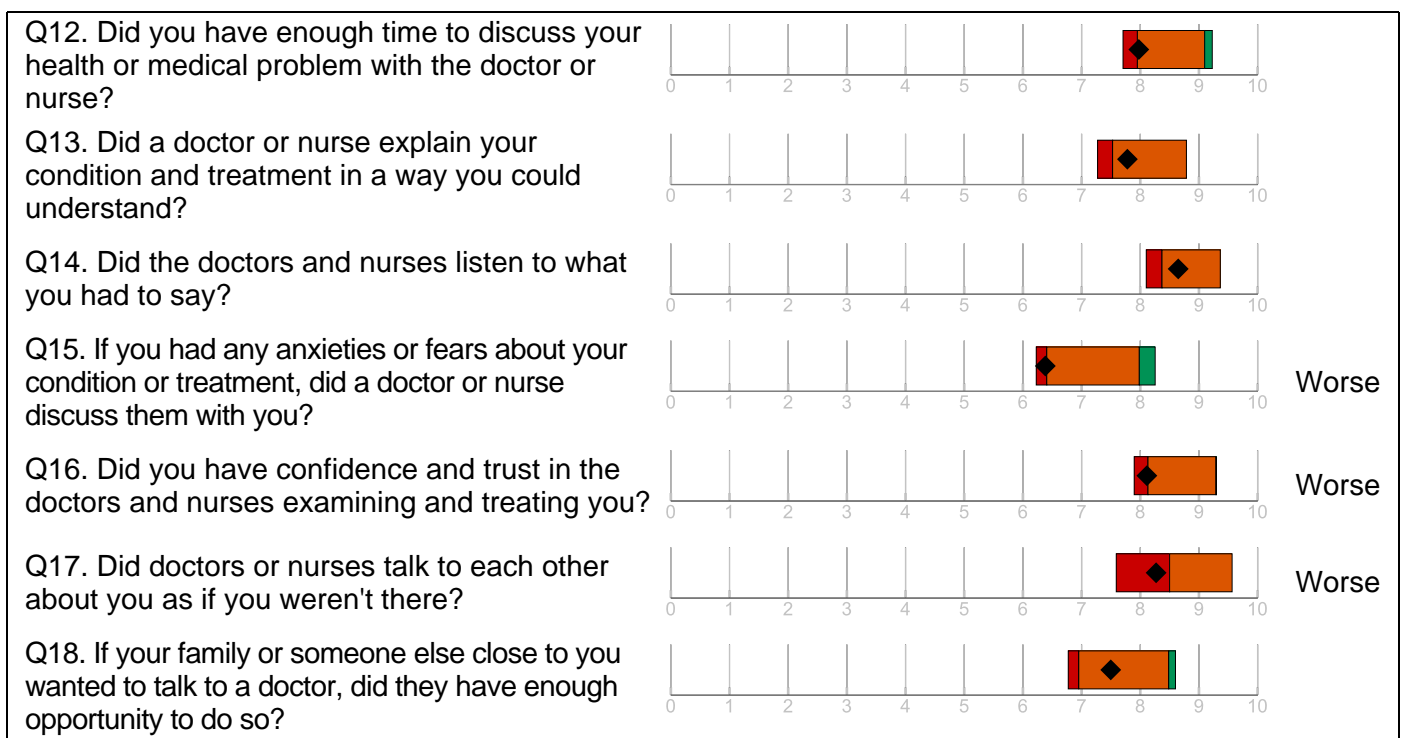 Q12. Did you have enough time to discuss your
health or medical problem with the doctor or
nurse?
0 1 2 3 4 5 6 7 8 9 10
Q13. Did a doctor or nurse explain your
condition and treatment in a way you could
understand?
0 1 2 3 4 5 6 7 8 9 10
Q14. Did the doctors and nurses listen to what
you had to say?
0 1 2 3 4 5 6 7 8 9 10
Q15. If you had any anxieties or fears about your
condition or treatment, did a doctor or nurse
discuss them with you?
0 1 2 3 4 5 6 7 8 9 10
Worse
Q16. Did you have confidence and trust in the
doctors and nurses examining and treating you?
0 1 2 3 4 5 6 7 8 9 10
Worse
Q17. Did doctors or nurses talk to each other
about you as if you weren't there?
0 1 2 3 4 5 6 7 8 9 10
Worse
Q18. If your family or someone else close to you
wanted to talk to a doctor, did they have enough
opportunity to do so?
0 1 2 3 4 5 6 7 8 9 10